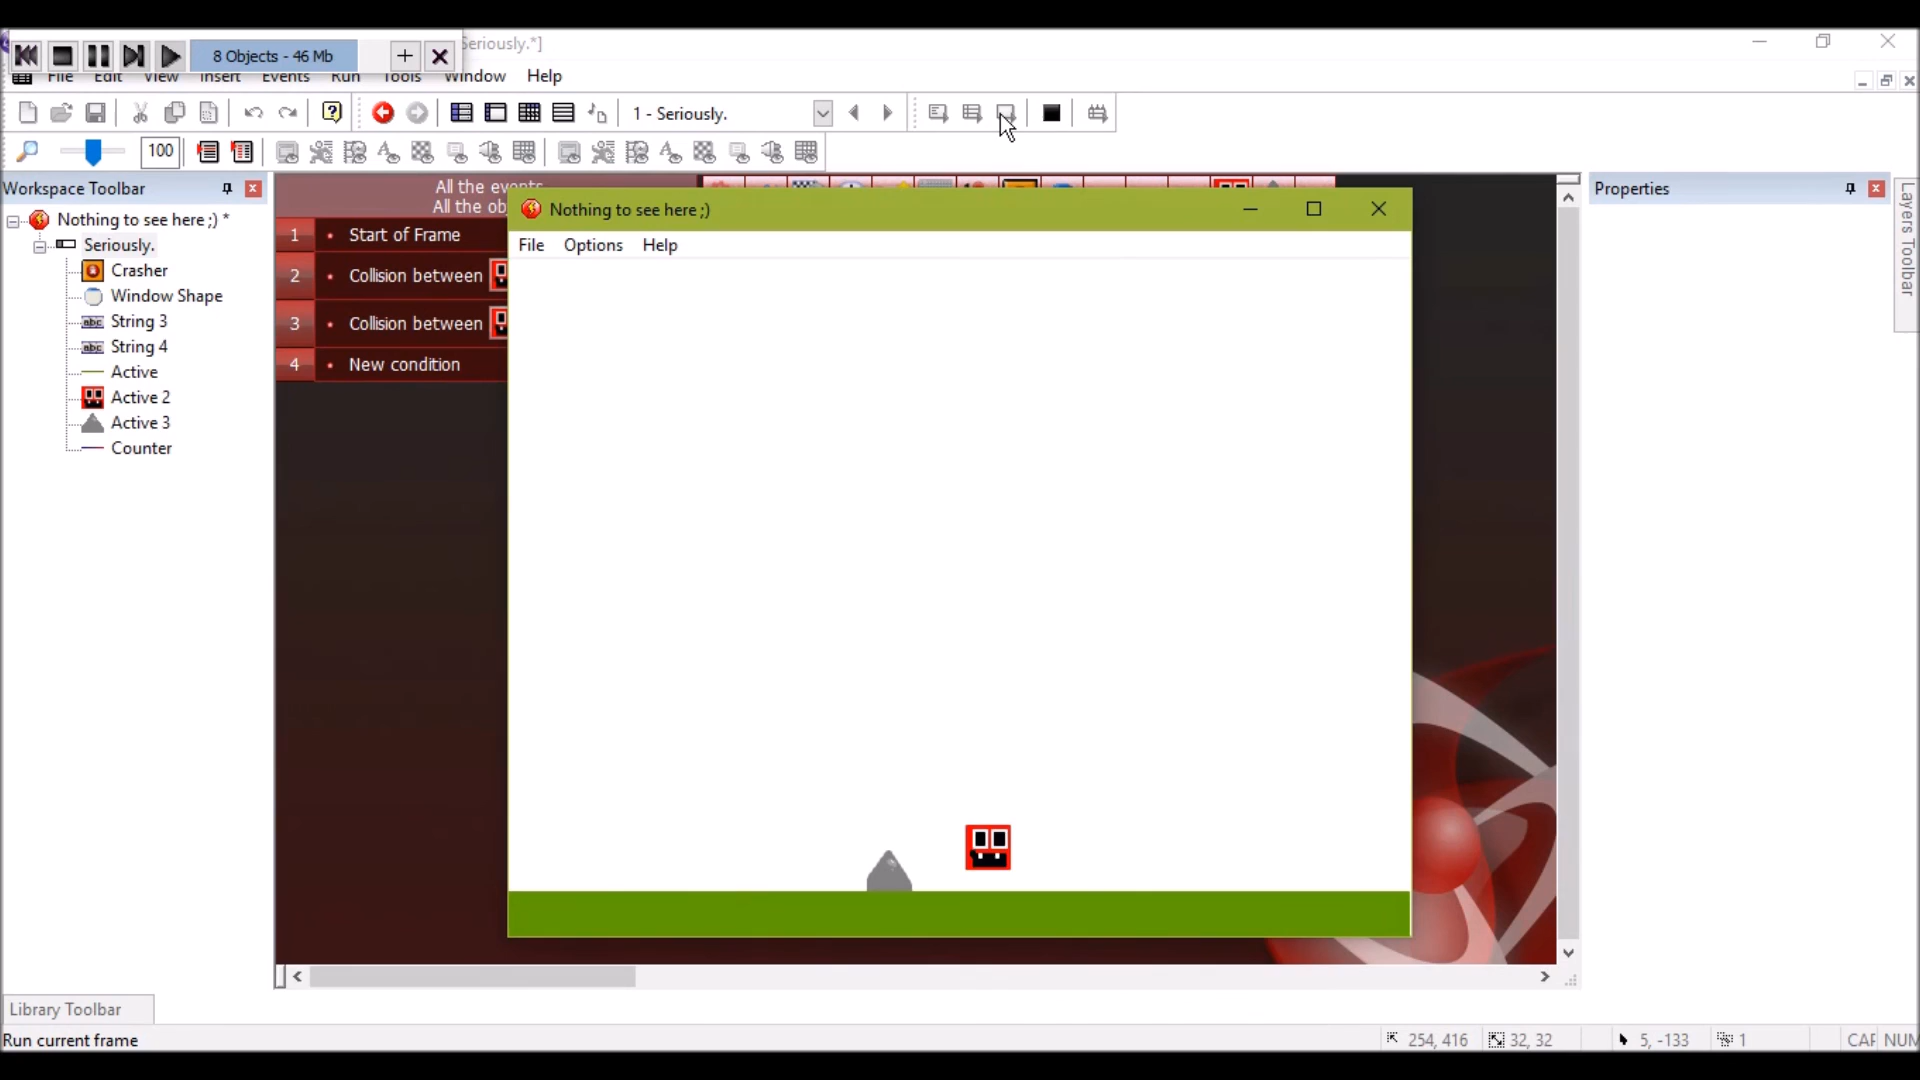 Seriously.*]
8 Objects - 46 Mb
File Edit View Insert Events Run Tools Window Help
1 - Seriously.
100
Workspace Toolbar
Nothing to see here ;) *
Seriously.
Crasher
Window Shape
String 3
String 4
Active
Active 2
Active 3
Counter
All the events
All the ob
1 • Start of Frame
2 • Collision between
3 • Collision between
4 • New condition
Nothing to see here ;)
File Options Help
Properties
Layers Toolbar
Library Toolbar
Run current frame
254, 416
32, 32
5, -133
1
CAP NUM